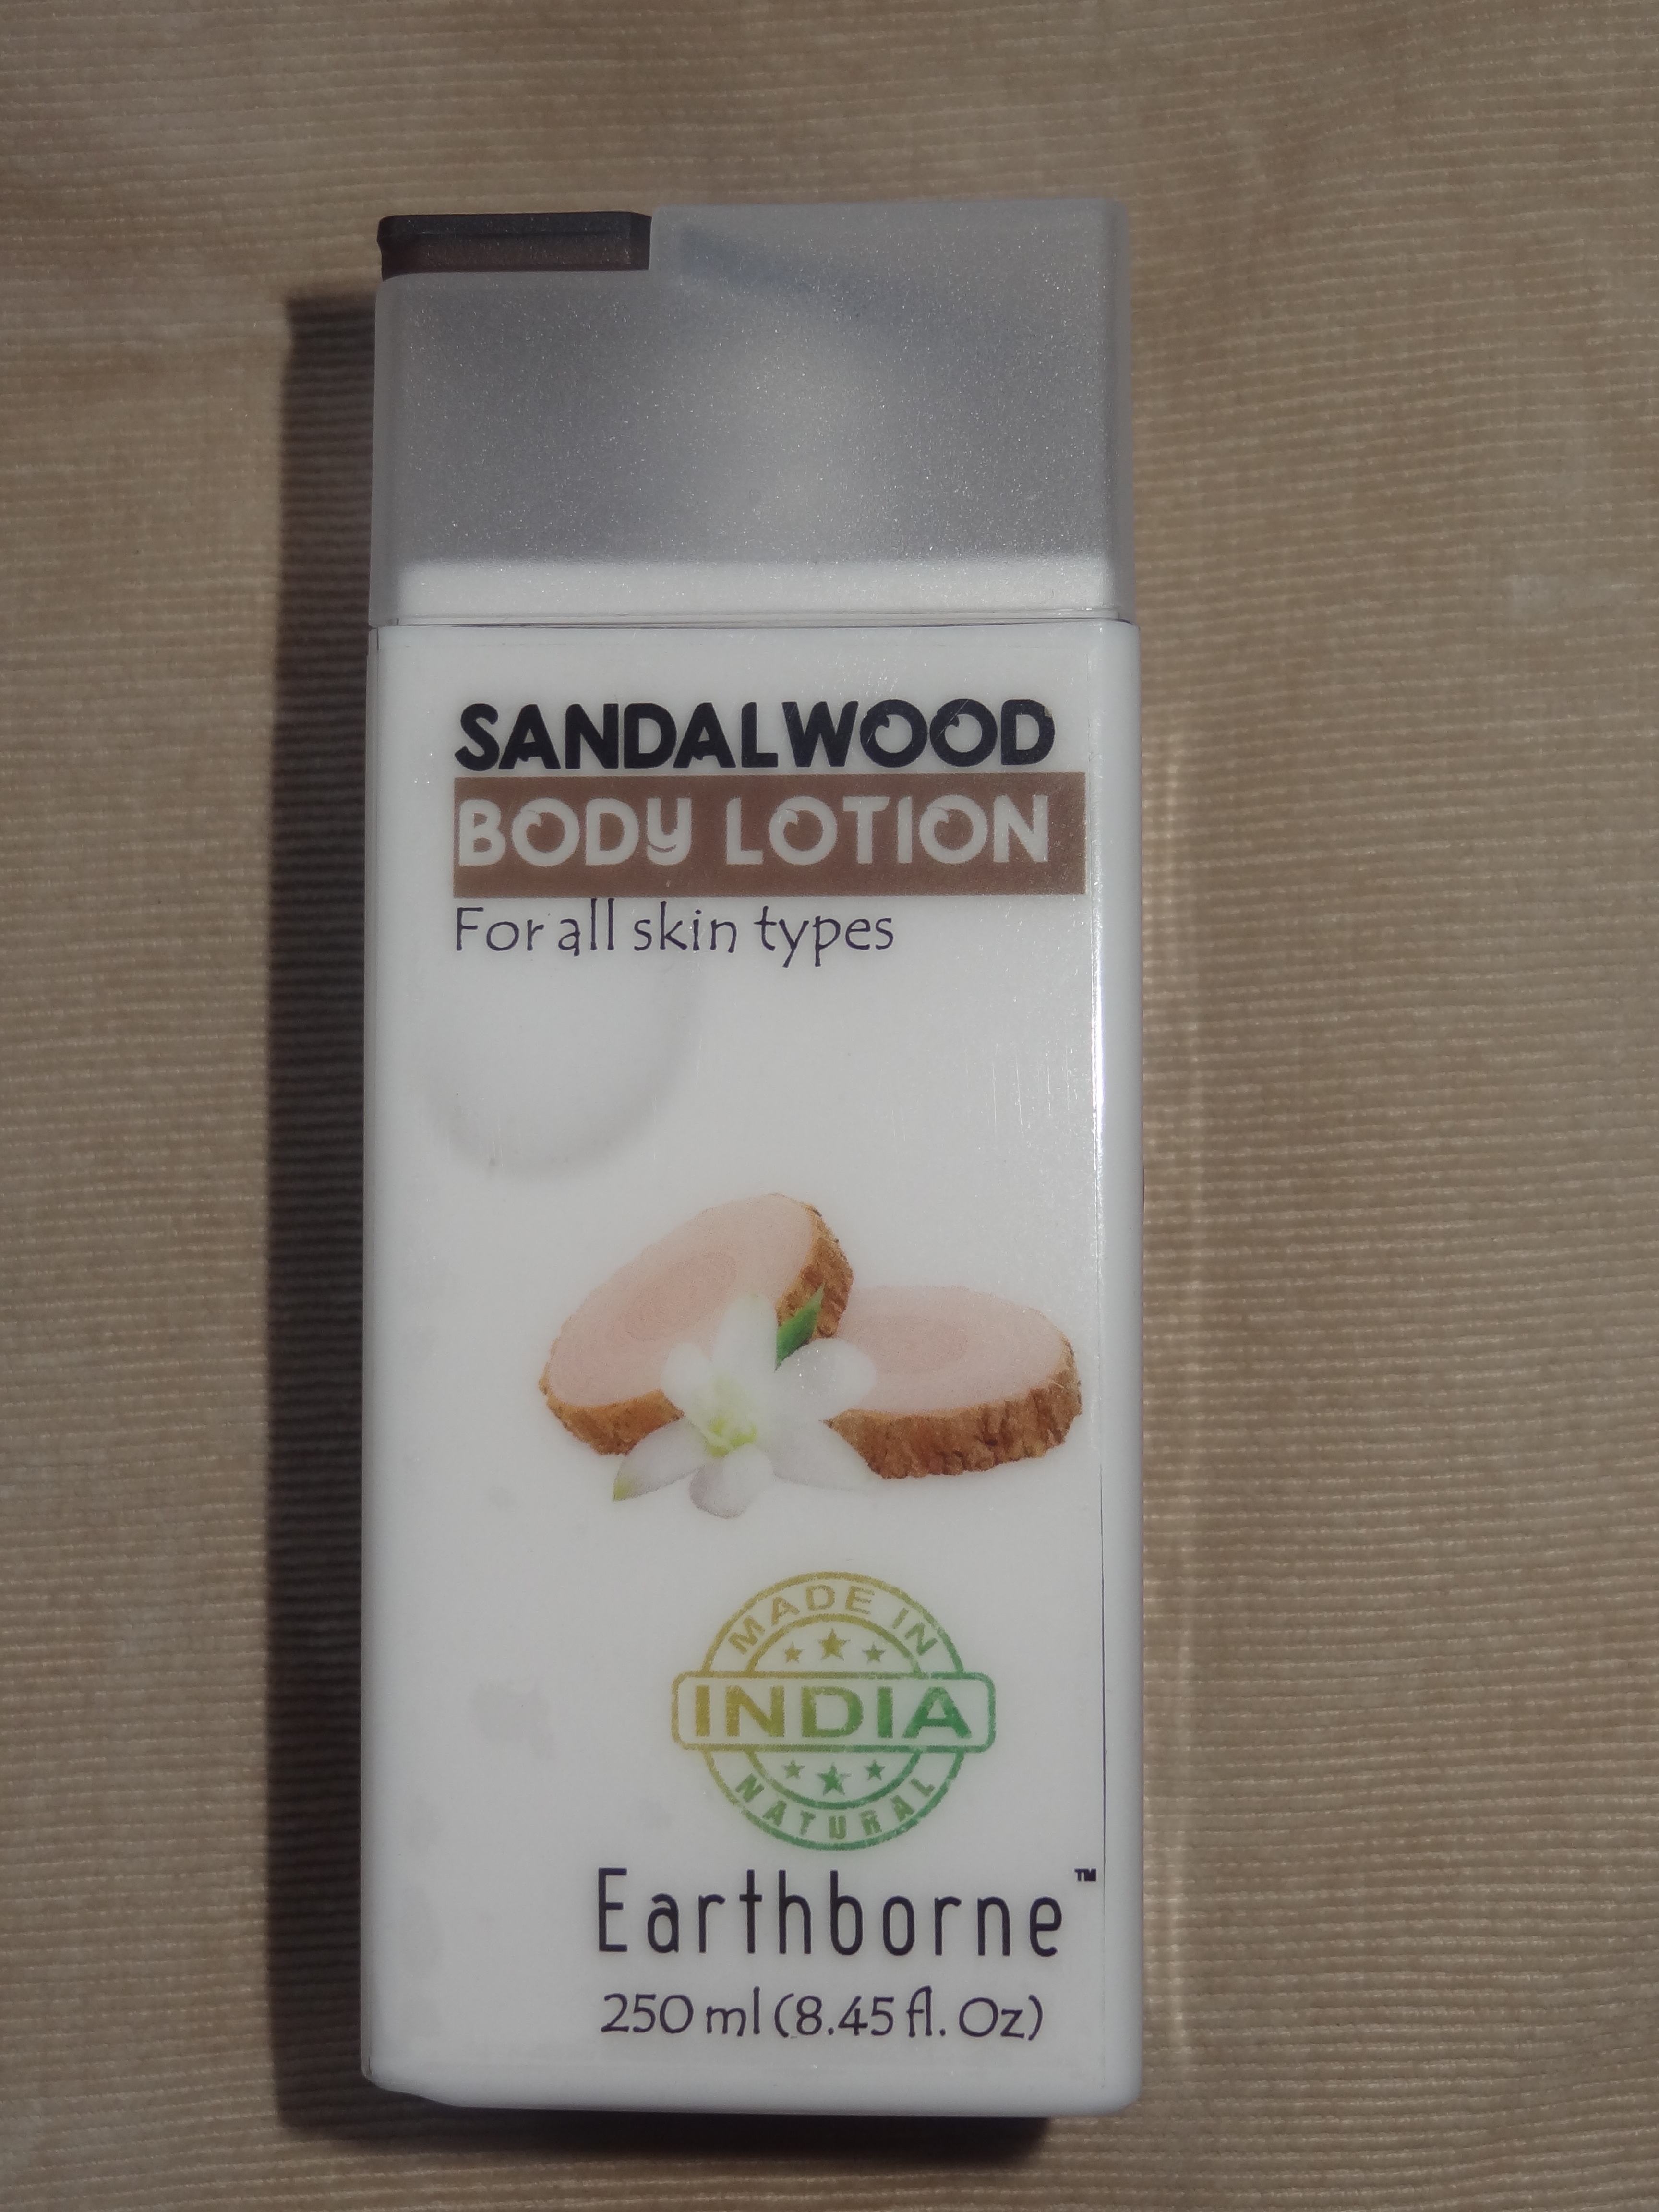 SANDALWOOD
BODY LOTION
For all skin types
MADE IN
INDIA
NATURAL
Earthborne™
250 ml (8.45 fl. Oz)